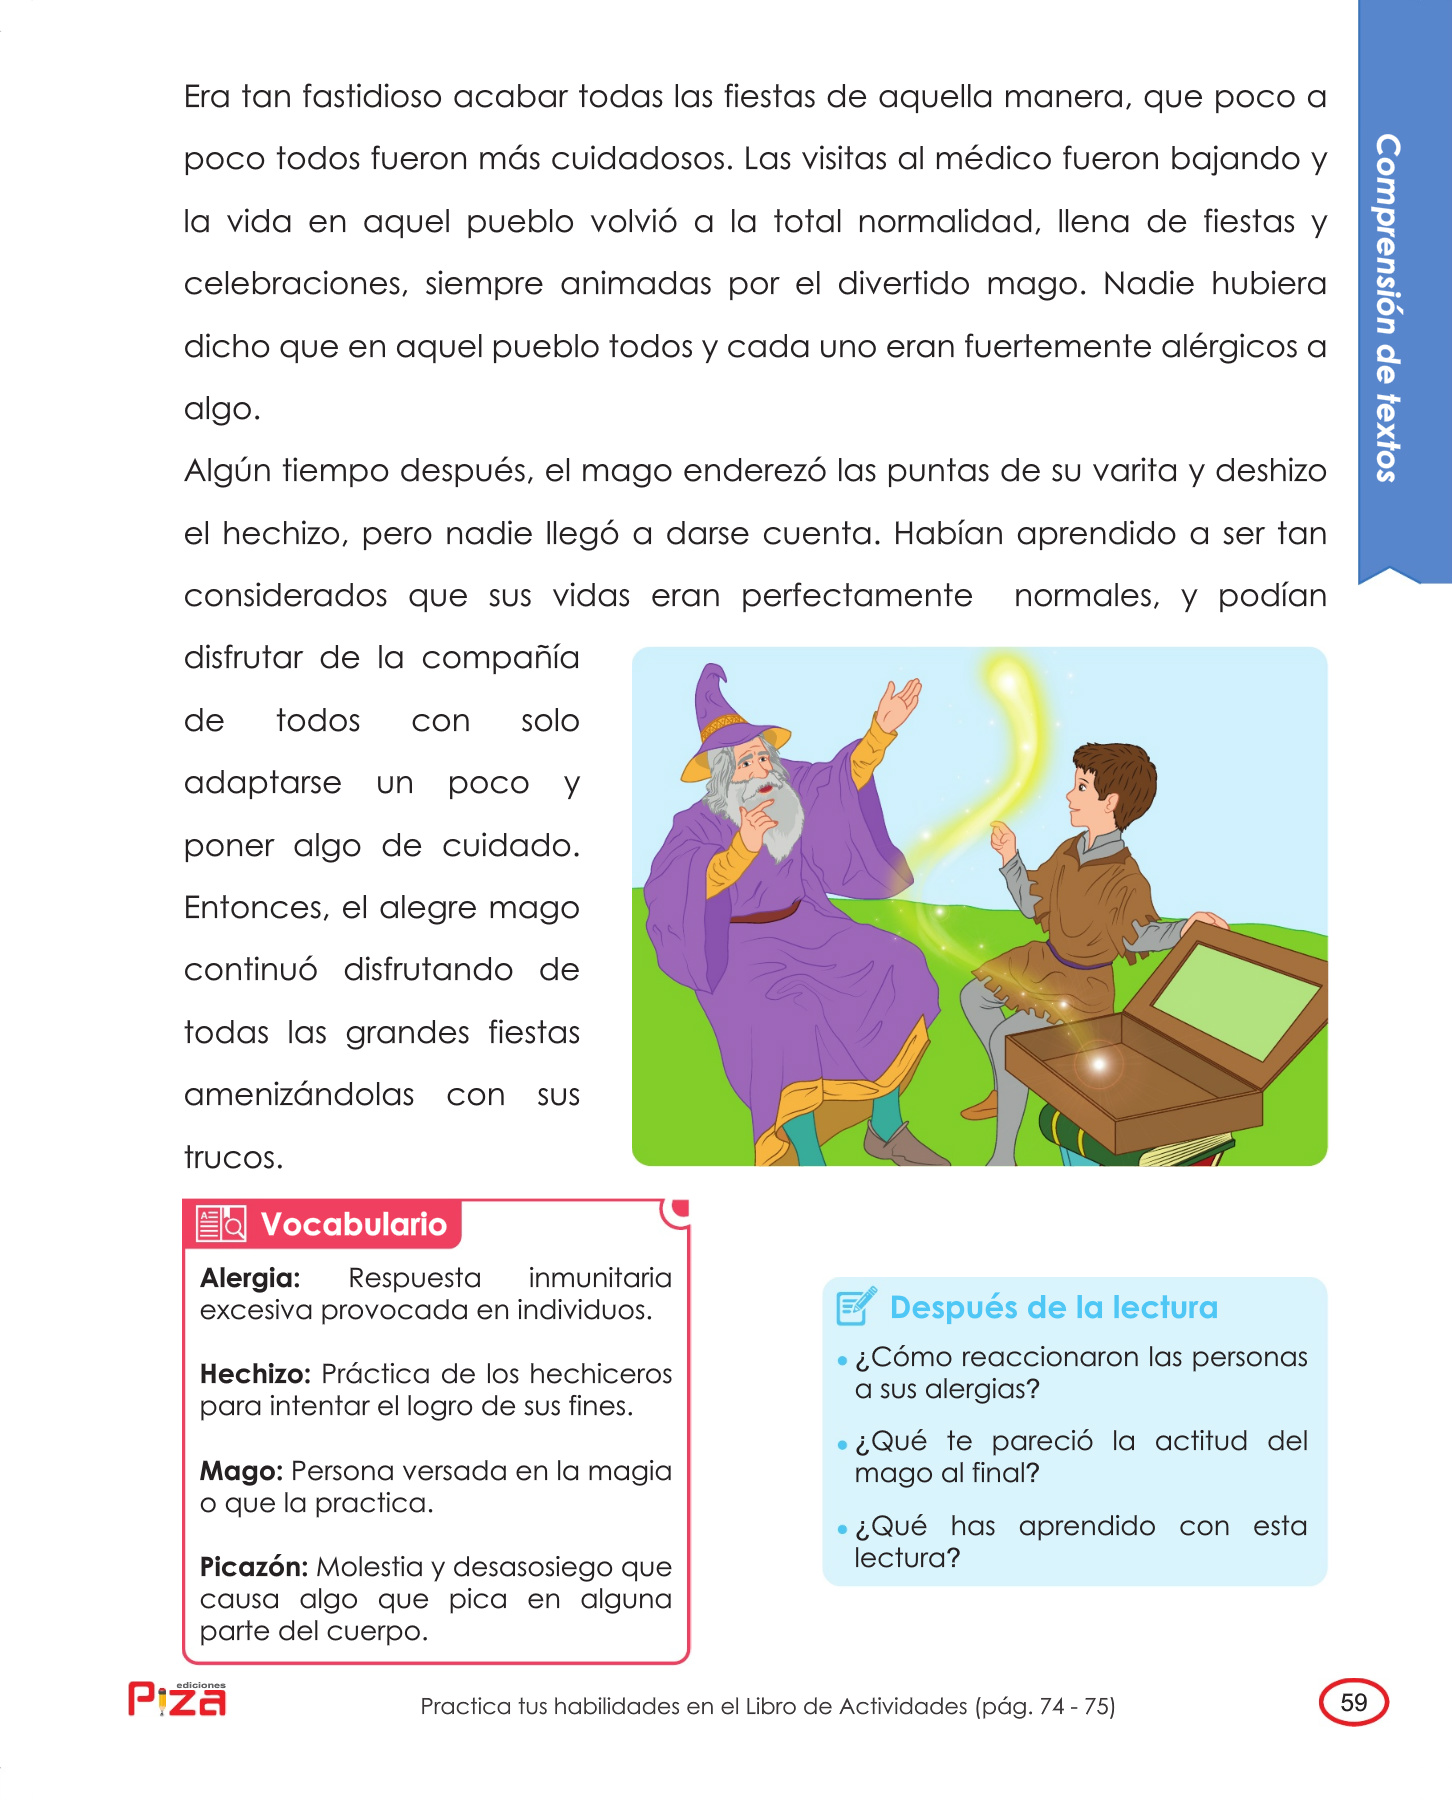 Era tan fastidioso acabar todas las fiestas de aquella manera, que poco a
poco todos fueron más cuidadosos. Las visitas al médico fueron bajando y
la vida en aquel pueblo volvió a la total normalidad, llena de fiestas y
celebraciones, siempre animadas por el divertido mago. Nadie hubiera
dicho que en aquel pueblo todos y cada uno eran fuertemente alérgicos a
algo.
Algún tiempo después, el mago enderezó las puntas de su varita y deshizo
el hechizo, pero nadie llegó a darse cuenta. Habían aprendido a ser tan
considerados que sus vidas eran perfectamente normales, y podían
disfrutar de la compañía
de todos con solo
adaptarse un poco y
poner algo de cuidado.
Entonces, el alegre mago
continuó disfrutando de
todas las grandes fiestas
amenizándolas con sus
trucos.
Comprensión de textos
Vocabulario
Alergia: Respuesta inmunitaria
excesiva provocada en individuos.
Hechizo: Práctica de los hechiceros
para intentar el logro de sus fines.
Mago: Persona versada en la magia
o que la practica.
Picazón: Molestia y desasosiego que
causa algo que pica en alguna
parte del cuerpo.
Después de la lectura
• ¿Cómo reaccionaron las personas
a sus alergias?
• ¿Qué te pareció la actitud del
mago al final?
• ¿Qué has aprendido con esta
lectura?
ediciones
Piza
Practica tus habilidades en el Libro de Actividades (pág. 74 - 75)
59